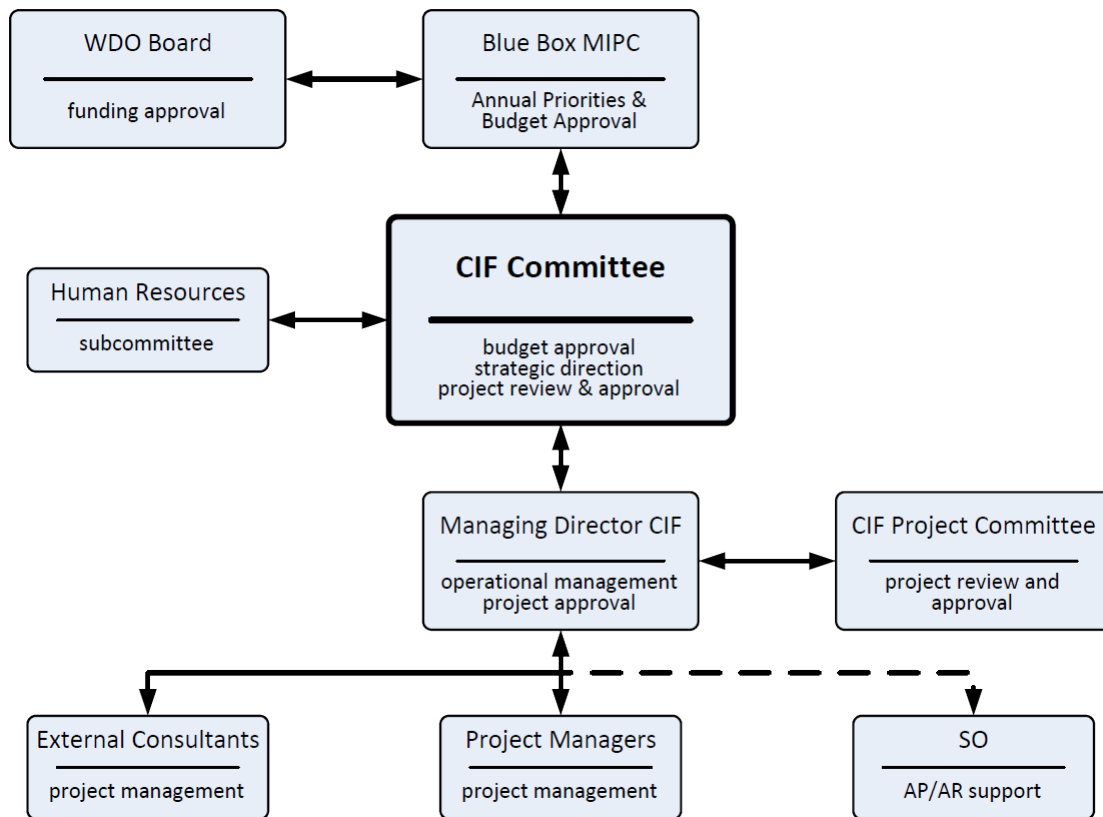 WDO Board
funding approval
Blue Box MIPC
Annual Priorities &
Budget Approval
Human Resources
subcommittee
CIF Committee
budget approval
strategic direction
project review & approval
Managing Director CIF
operational management
project approval
CIF Project Committee
project review and
approval
External Consultants
project management
Project Managers
project management
SO
AP/AR support